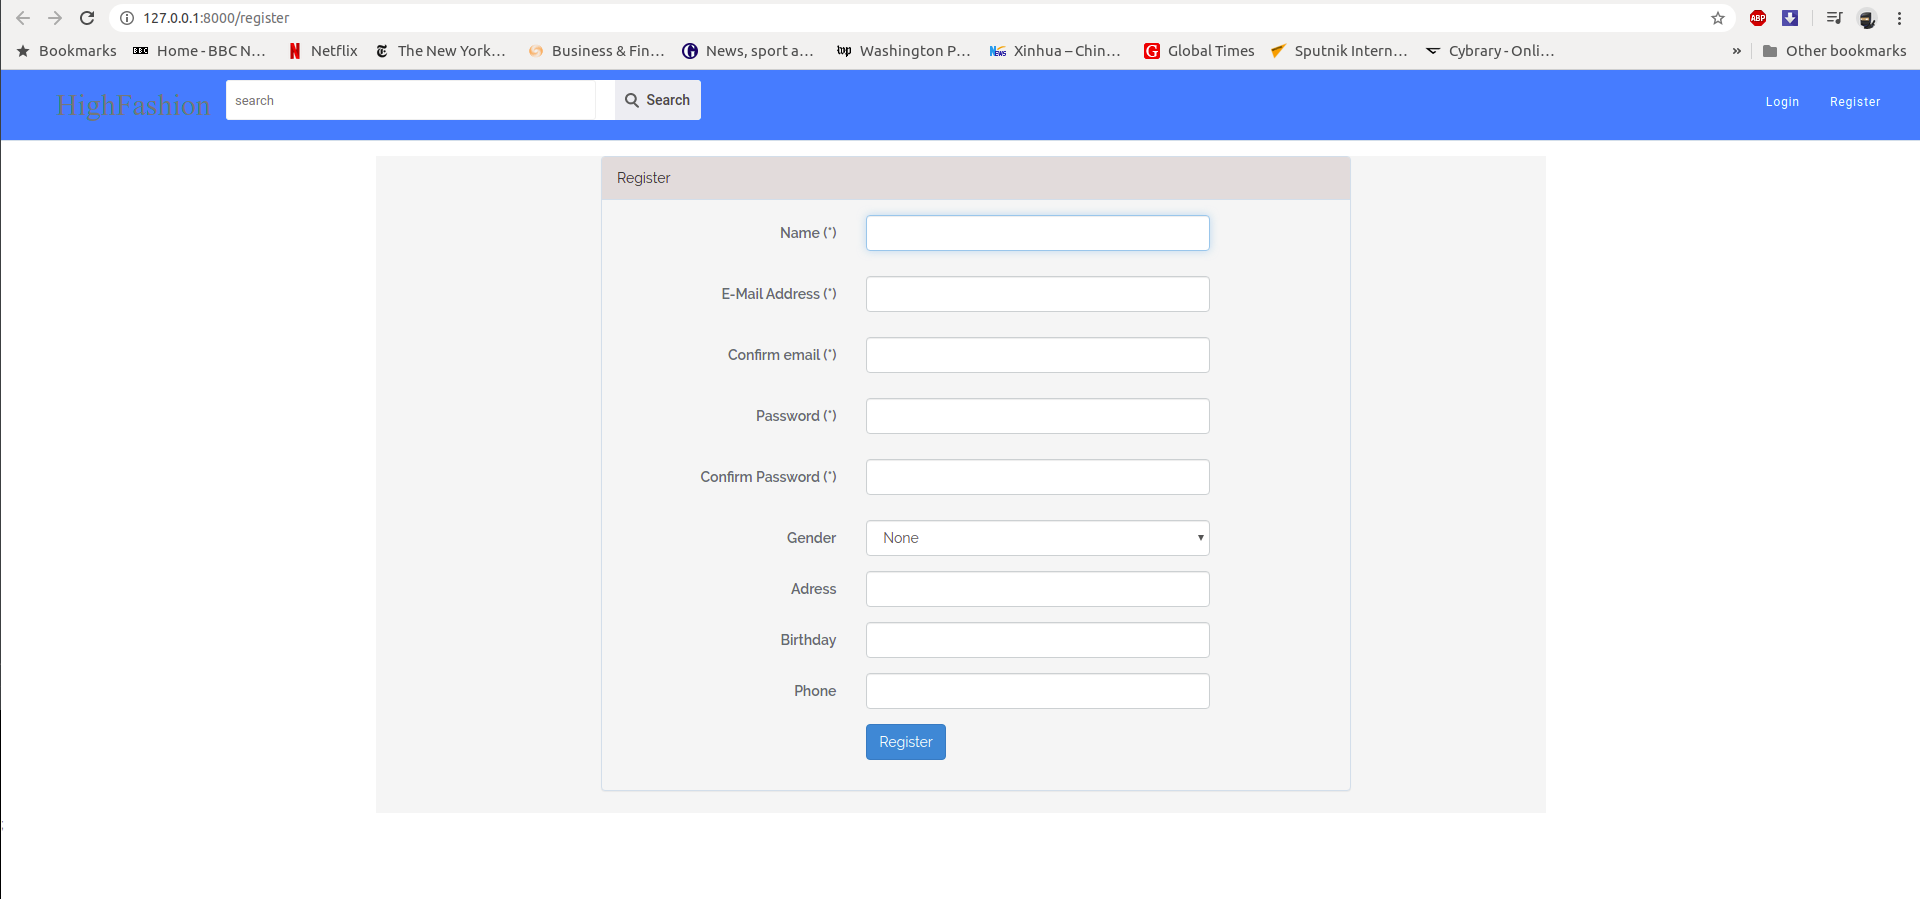 127.0.0.1:8000/register
Bookmarks Home - BBC N... Netflix The New York... Business & Fin... News, sport a... Washington P... Xinhua – Chin... Global Times Sputnik Intern... Cybrary - Onli... » Other bookmarks
HighFashion search Search Login Register
Register
Name (*)
E-Mail Address (*)
Confirm email (*)
Password (*)
Confirm Password (*)
Gender None
Adress
Birthday
Phone
Register
;